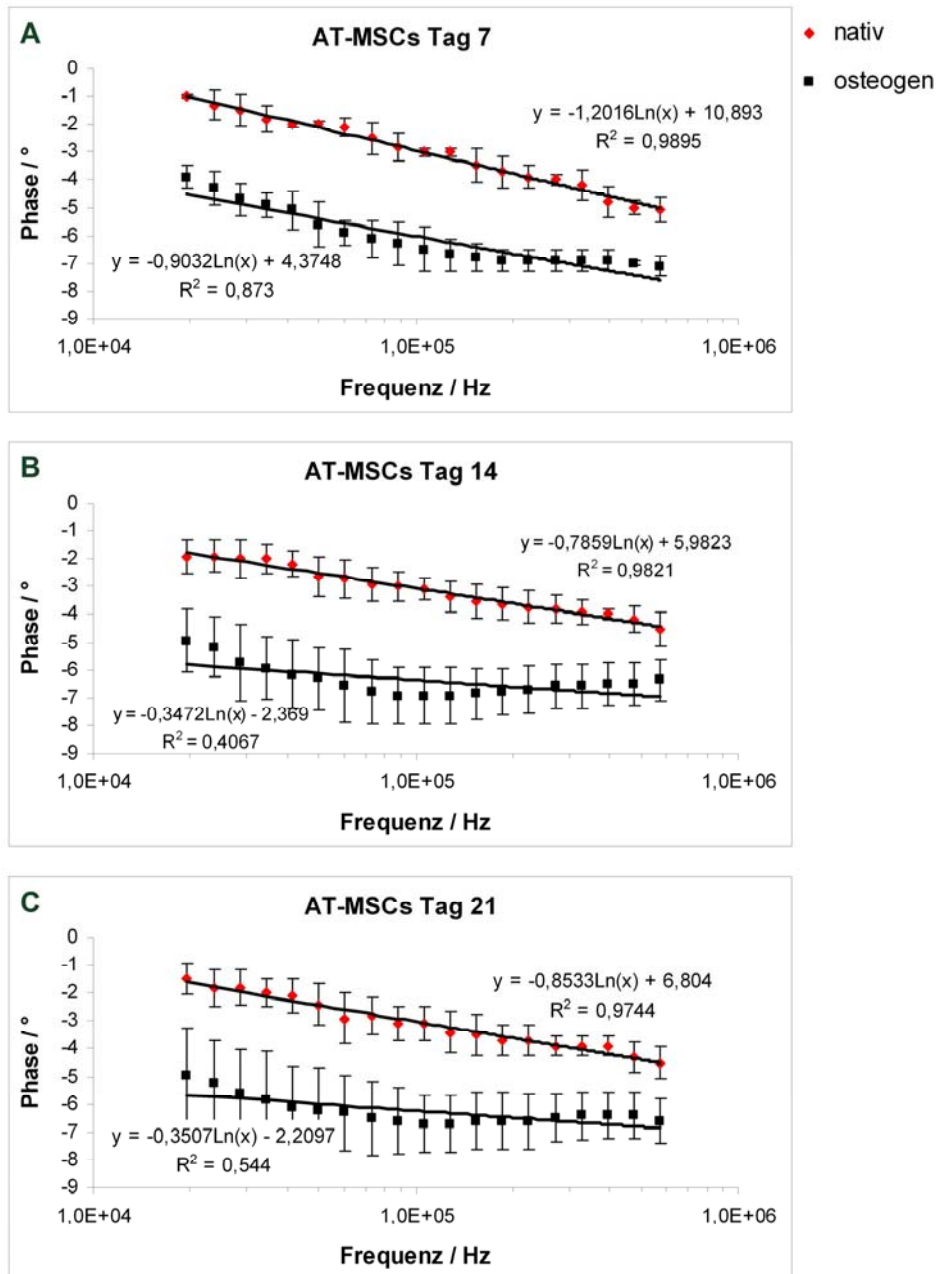 A
AT-MSCs Tag 7
nativ
osteogen
0
-1
-2
-3
-4
-5
-6
-7
-8
-9
Phase / °
y = -1,2016Ln(x) + 10,893
R² = 0,9895
y = -0,9032Ln(x) + 4,3748
R² = 0,873
1,0E+04 1,0E+05 1,0E+06
Frequenz / Hz
B
AT-MSCs Tag 14
0
-1
-2
-3
-4
-5
-6
-7
-8
-9
Phase / °
y = -0,7859Ln(x) + 5,9823
R² = 0,9821
y = -0,3472Ln(x) - 2,369
R² = 0,4067
1,0E+04 1,0E+05 1,0E+06
Frequenz / Hz
C
AT-MSCs Tag 21
0
-1
-2
-3
-4
-5
-6
-7
-8
-9
Phase / °
y = -0,8533Ln(x) + 6,804
R² = 0,9744
y = -0,3507Ln(x) - 2,2097
R² = 0,544
1,0E+04 1,0E+05 1,0E+06
Frequenz / Hz